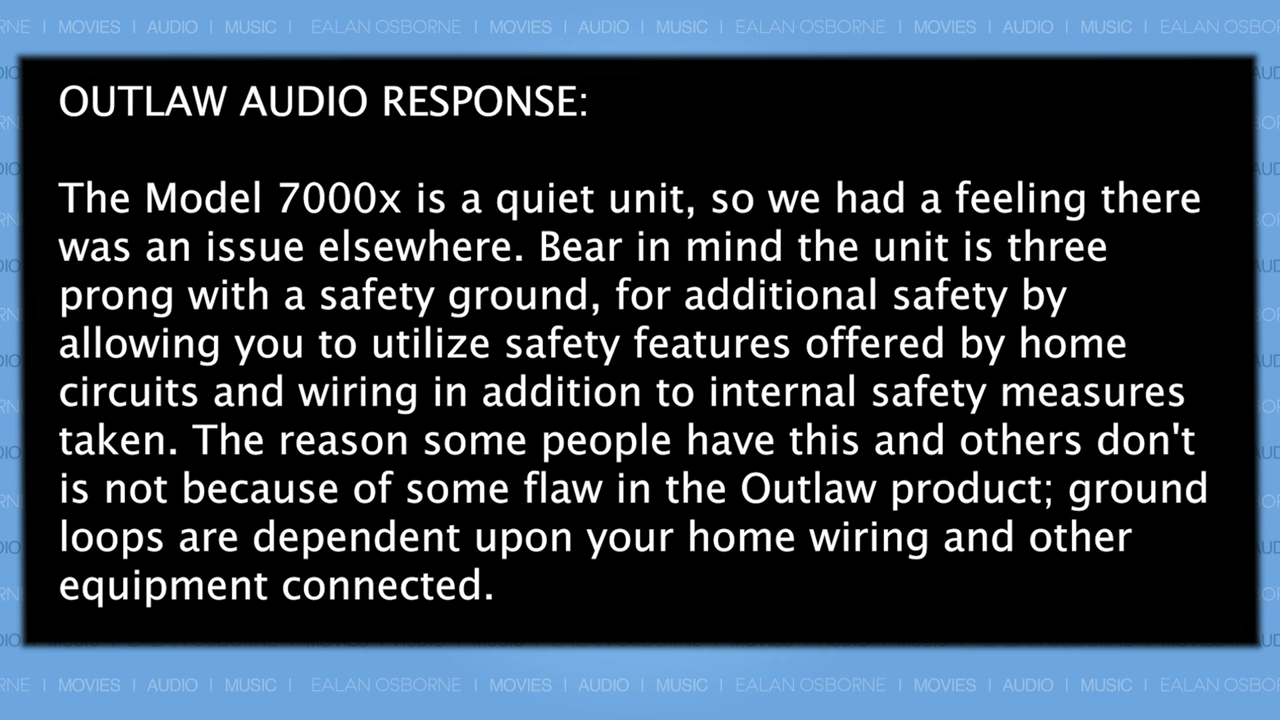 RNE | MOVIES | AUDIO | MUSIC | EALAN OSBORNE | MOVIES | AUDIO | MUSIC | EALAN OSBORNE | MOVIES | AUDIO | MUSIC | EALAN OSBOR
OUTLAW AUDIO RESPONSE:
The Model 7000x is a quiet unit, so we had a feeling there
was an issue elsewhere. Bear in mind the unit is three
prong with a safety ground, for additional safety by
allowing you to utilize safety features offered by home
circuits and wiring in addition to internal safety measures
taken. The reason some people have this and others don't
is not because of some flaw in the Outlaw product; ground
loops are dependent upon your home wiring and other
equipment connected.
RNE | MOVIES | AUDIO | MUSIC | EALAN OSBORNE | MOVIES | AUDIO | MUSIC | EALAN OSBORNE | MOVIES | AUDIO | MUSIC | EALAN OSBOR